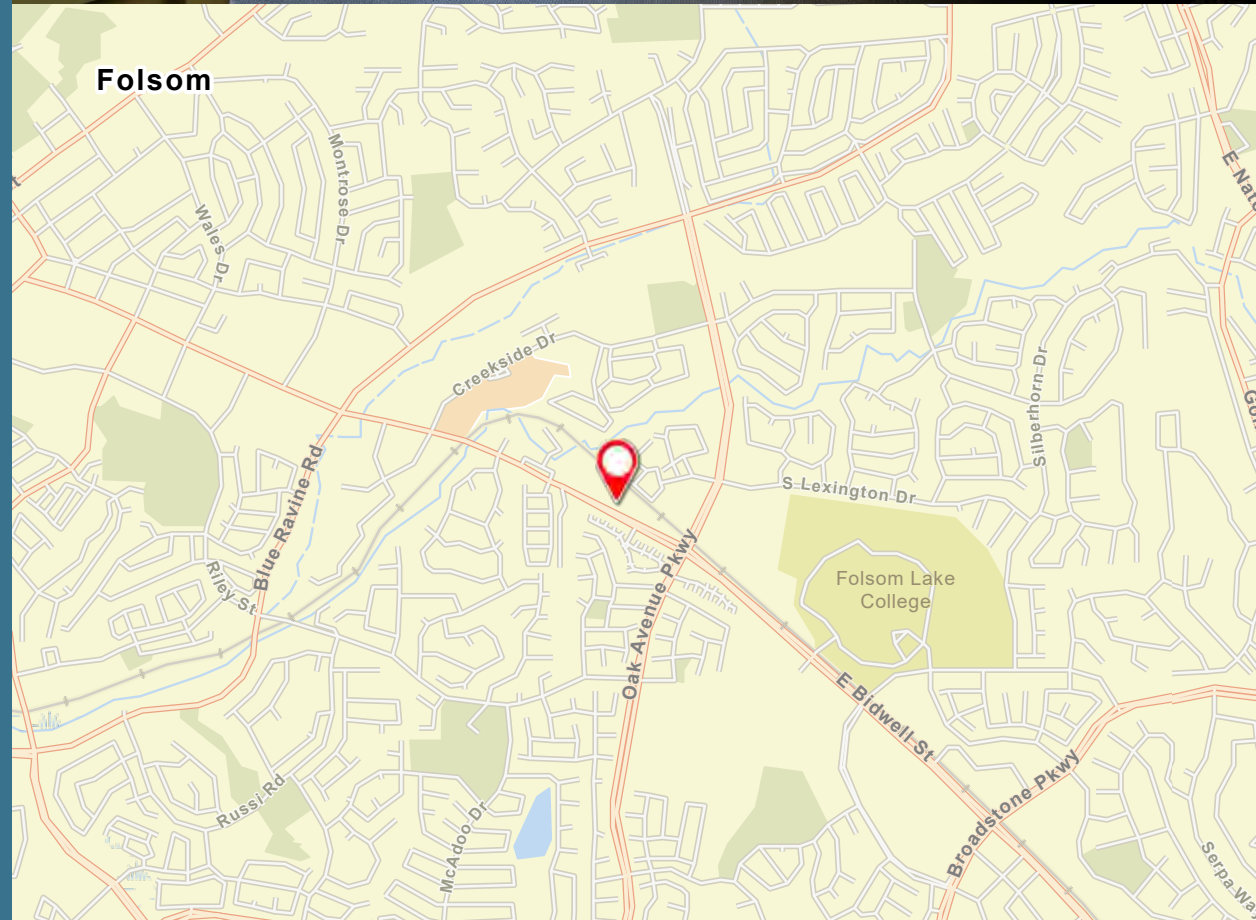 Folsom
Montrose Dr
Wales Dr
Creekside Dr
Silberhorn Dr
S Lexington Dr
Blue Ravine Rd
Riley St
Folsom Lake
College
Oak Avenue Pkwy
E Bidwell St
Broadstone Pkwy
Russi Rd
McAdoo Dr